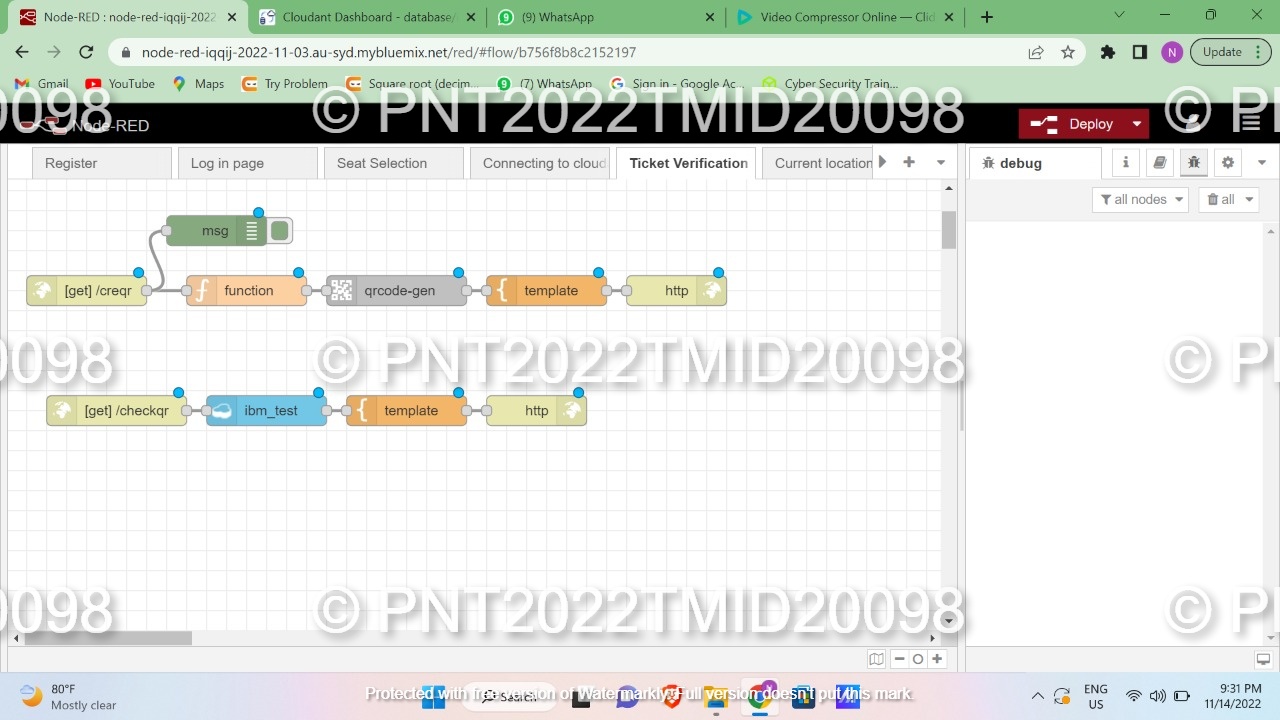 Node-RED : node-red-iqqij-2022
Cloudant Dashboard - database/
(9) WhatsApp
Video Compressor Online — Clid
node-red-iqqij-2022-11-03.au-syd.mybluemix.net/red/#flow/b756f8b8c2152197
N
Update
Gmail
YouTube
Maps
Try Problem
Square root (decim...
(7) WhatsApp
Sign in - Google Ac...
Cyber Security Train...
0098
© PNT2022TMID20098
© P
Node-RED
Deploy
Register
Log in page
Seat Selection
Connecting to cloud
Ticket Verification
Current location
debug
all nodes
all
msg
[get] /creqr
function
qrcode-gen
template
http
0098
© PNT2022TMID20098
© P
[get] /checkqr
ibm_test
template
http
0098
© PNT2022TMID20098
© P
80°F
Mostly clear
Search
Protected with free version of Watermarkly. Full version doesn't put this mark.
ENG
US
9:31 PM
11/14/2022